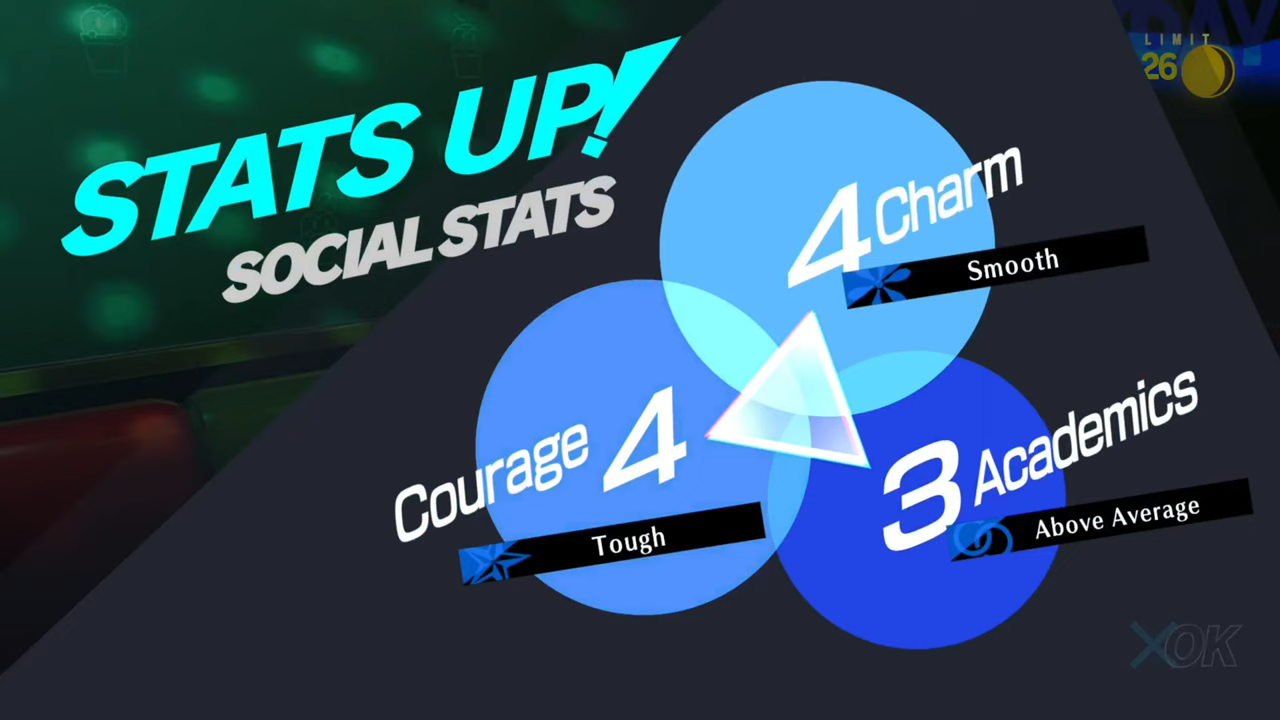 STATS UP!
SOCIAL STATS
LIMIT
26
4 Charm
Smooth
Courage 4
Tough
3 Academics
Above Average
OK